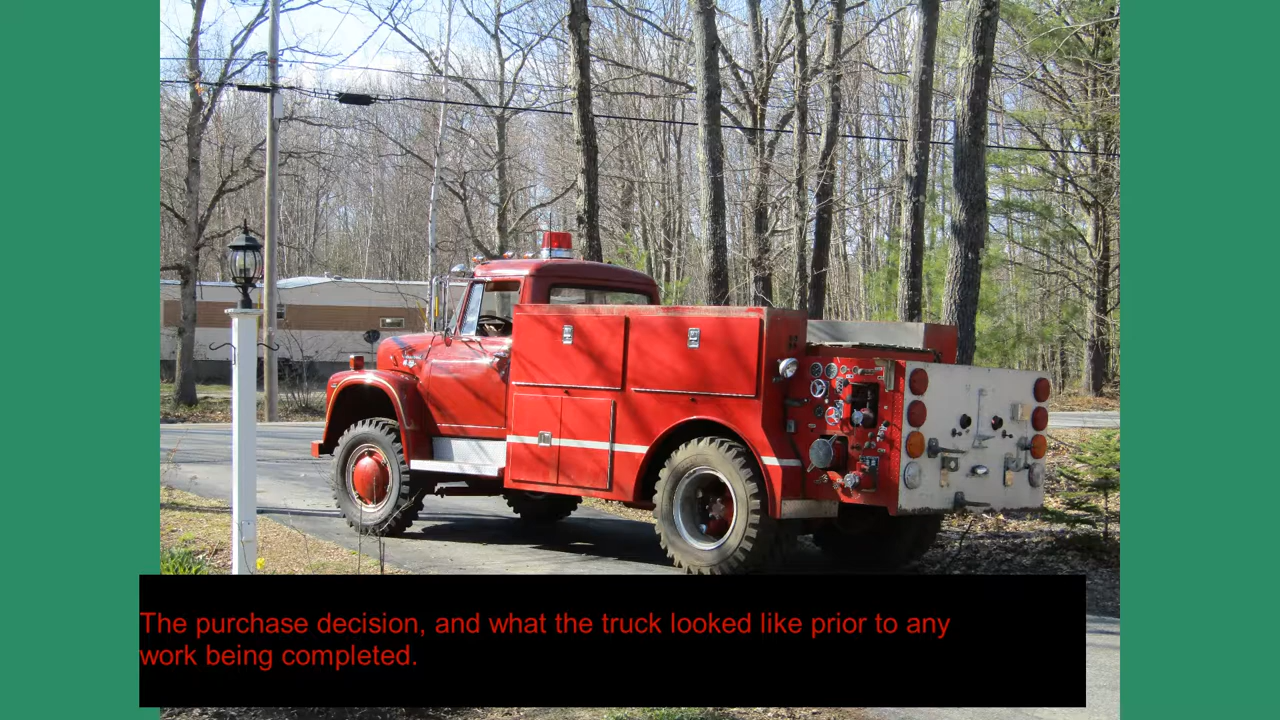 The purchase decision, and what the truck looked like prior to any
work being completed.